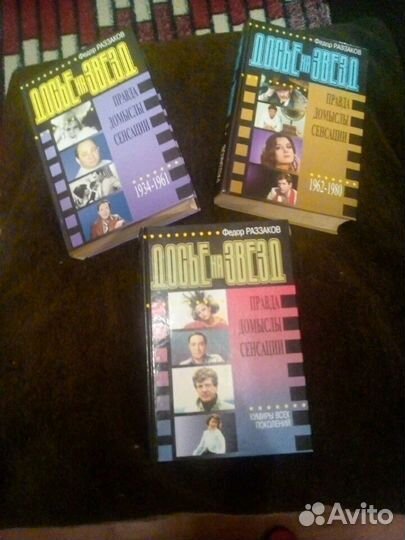 Федор РАЗЗАКОВ
ДОСЬЕ НА ЗВЕЗД
ПРАВДА
ДОМЫСЛЫ
СЕНСАЦИИ
1934-1961
Федор РАЗЗАКОВ
ДОСЬЕ НА ЗВЕЗД
ПРАВДА
ДОМЫСЛЫ
СЕНСАЦИИ
1962-1980
Федор РАЗЗАКОВ
ДОСЬЕ НА ЗВЕЗД
ПРАВДА
ДОМЫСЛЫ
СЕНСАЦИИ
КУМИРЫ ВСЕХ
ПОКОЛЕНИЙ
Avito